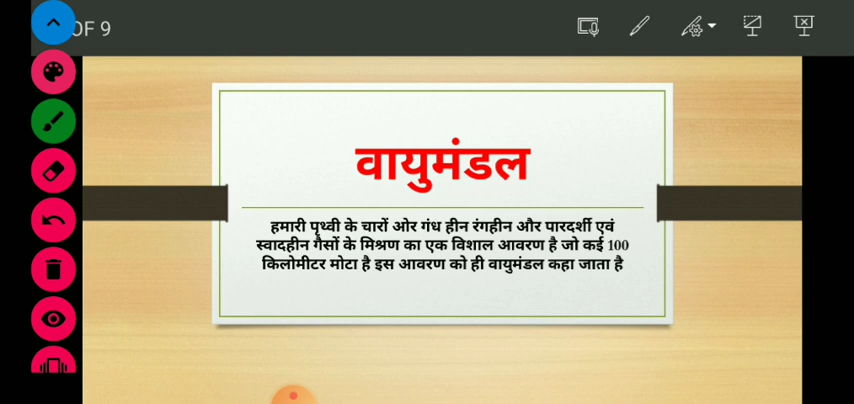 OF 9
वायुमंडल
हमारी पृथ्वी के चारों ओर गंध हीन रंगहीन और पारदर्शी एवं
स्वादहीन गैसों के मिश्रण का एक विशाल आवरण है जो कई 100
किलोमीटर मोटा है इस आवरण को ही वायुमंडल कहा जाता है